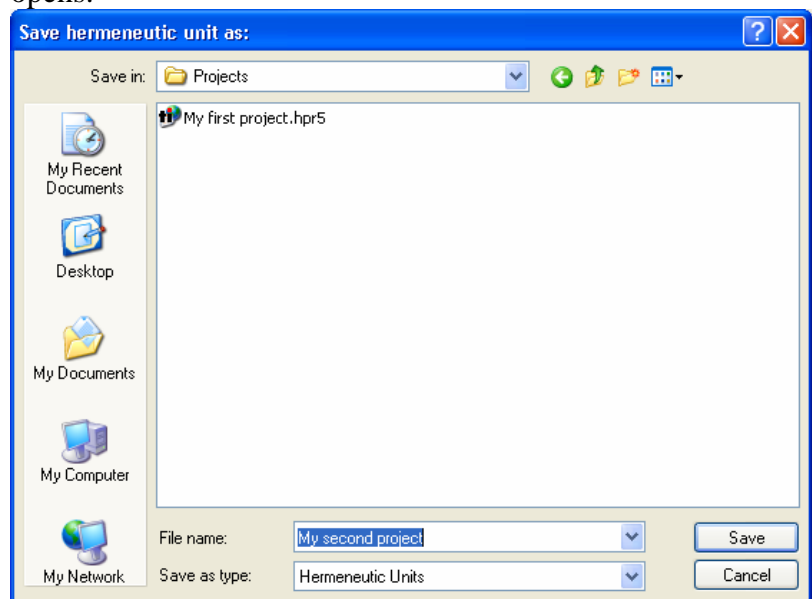 opens.
Save hermeneutic unit as:
Save in: Projects
My first project.hpr5
My Recent
Documents
Desktop
My Documents
My Computer
My Network
File name: My second project Save
Save as type: Hermeneutic Units Cancel